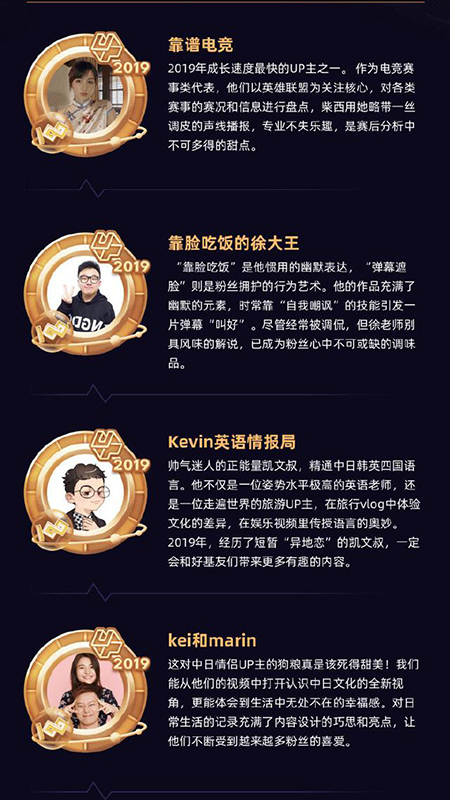 2019
靠谱电竞
2019年成长速度最快的UP主之一。作为电竞赛
事类代表，他们以英雄联盟为关注核心，对各类
赛事的赛况和信息进行盘点，柴西用她略带一丝
调皮的声线播报，专业不失乐趣，是赛后分析中
不可多得的甜点。
2019
靠脸吃饭的徐大王
“靠脸吃饭”是他惯用的幽默表达，“弹幕遮
脸”则是粉丝拥护的行为艺术。他的作品充满了
幽默的元素，时常靠“自我嘲讽”的技能引发一
片弹幕“叫好”。尽管经常被调侃，但徐老师别
具风味的解说，已成为粉丝心中不可或缺的调味
品。
2019
Kevin英语情报局
帅气迷人的正能量凯文叔，精通中日韩英四国语
言。他不仅是一位姿势水平极高的英语老师，还
是一位走遍世界的旅游UP主，在旅行vlog中体验
文化的差异，在娱乐视频里传授语言的奥妙。
2019年，经历了短暂“异地恋”的凯文叔，一定
会和好基友们带来更多有趣的内容。
2019
kei和marin
这对中日情侣UP主的狗粮真是该死得甜美！我们
能从他们的视频中打开认识中日文化的全新视
角，更能体会到生活中无处不在的幸福感。对日
常生活的记录充满了内容设计的巧思和亮点，让
他们不断受到越来越多粉丝的喜爱。